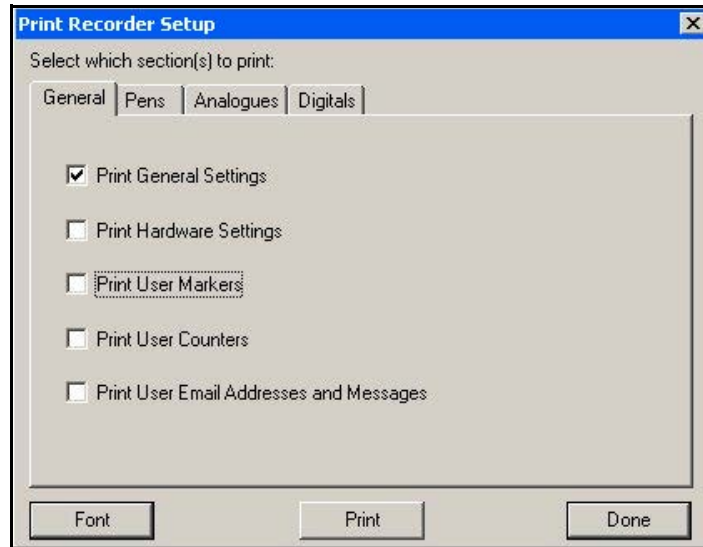 Print Recorder Setup
Select which section(s) to print:
General Pens Analogues Digitals
Print General Settings
Print Hardware Settings
Print User Markers
Print User Counters
Print User Email Addresses and Messages
Font Print Done